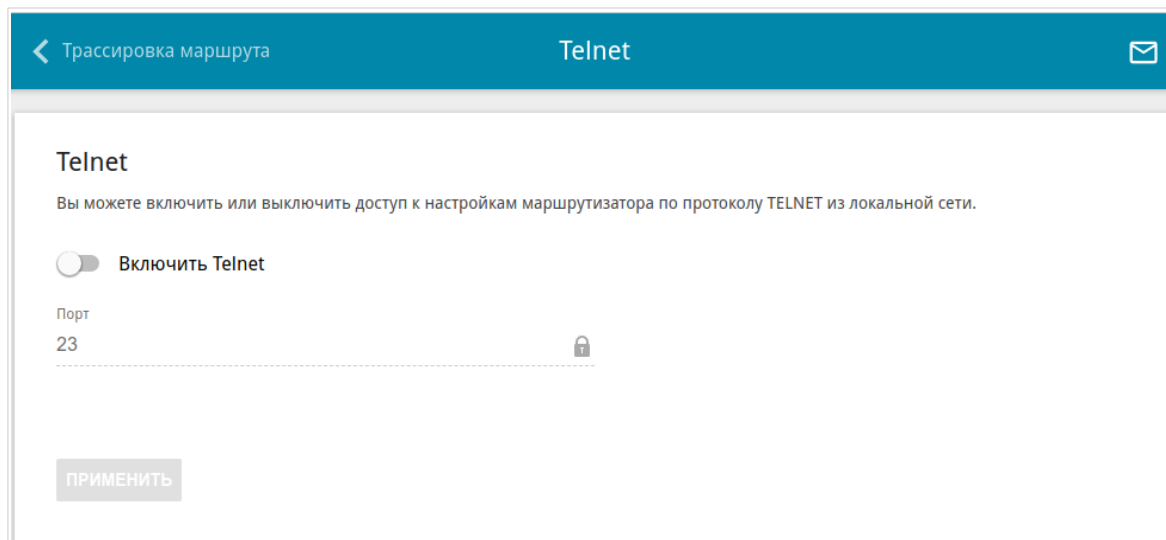 Трассировка маршрута
Telnet
Telnet
Вы можете включить или выключить доступ к настройкам маршрутизатора по протоколу TELNET из локальной сети.
Включить Telnet
Порт
23
ПРИМЕНИТЬ